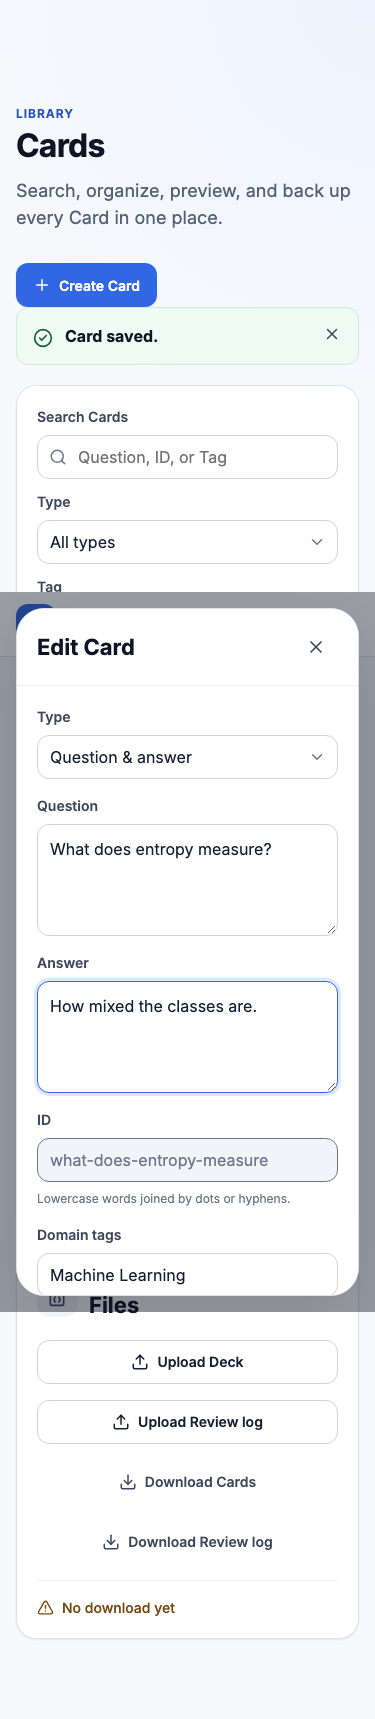 LIBRARY
Cards
Search, organize, preview, and back up
every Card in one place.
Create Card
Card saved.
Search Cards
Question, ID, or Tag
Type
All types
Tag
Edit Card
Type
Question & answer
Question
What does entropy measure?
Answer
How mixed the classes are.
ID
what-does-entropy-measure
Lowercase words joined by dots or hyphens.
Domain tags
Machine Learning
Files
Upload Deck
Upload Review log
Download Cards
Download Review log
No download yet